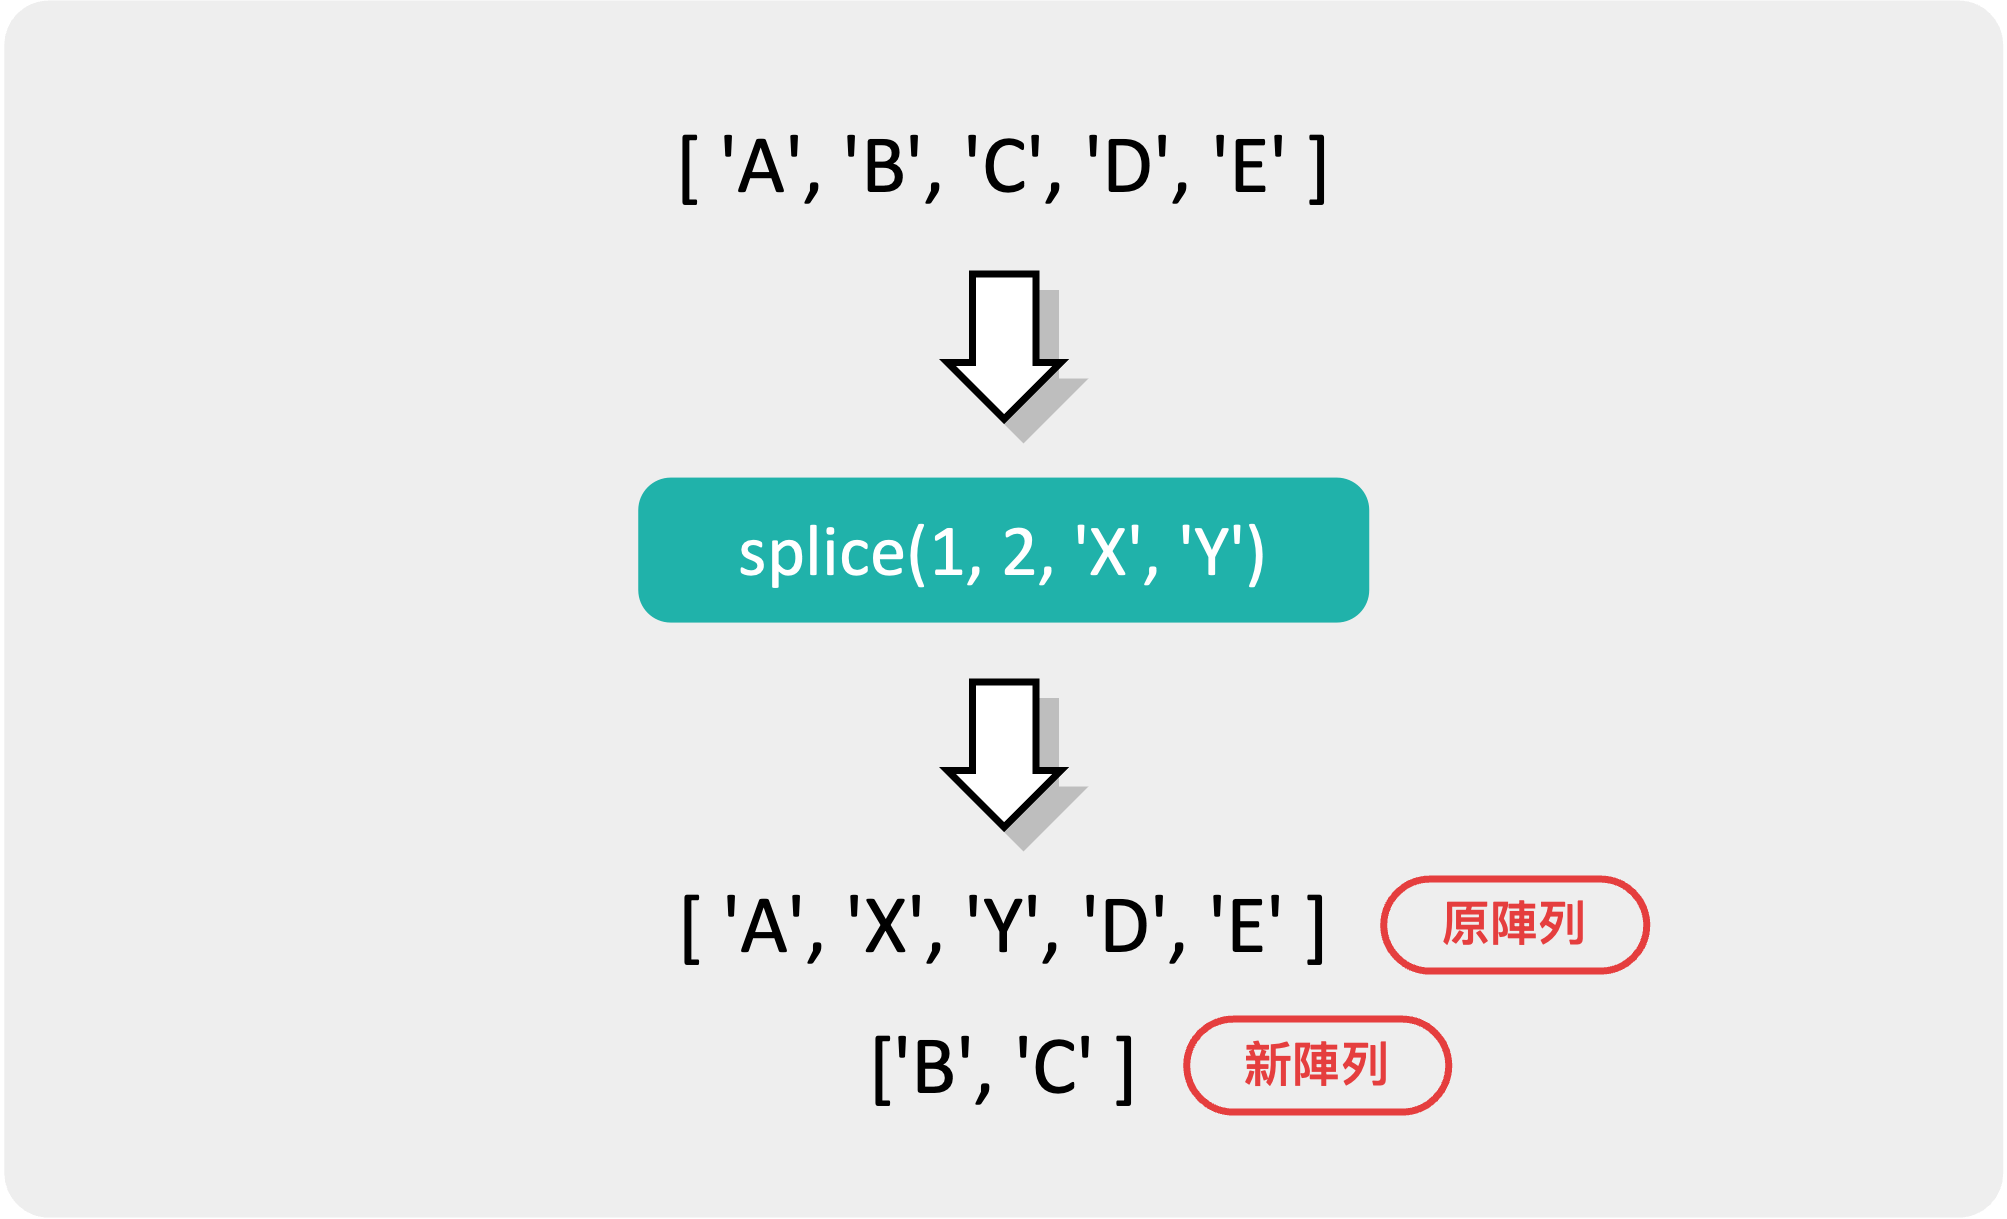 [ 'A', 'B', 'C', 'D', 'E' ]
splice(1, 2, 'X', 'Y')
[ 'A', 'X', 'Y', 'D', 'E' ] 原陣列
['B', 'C' ] 新陣列